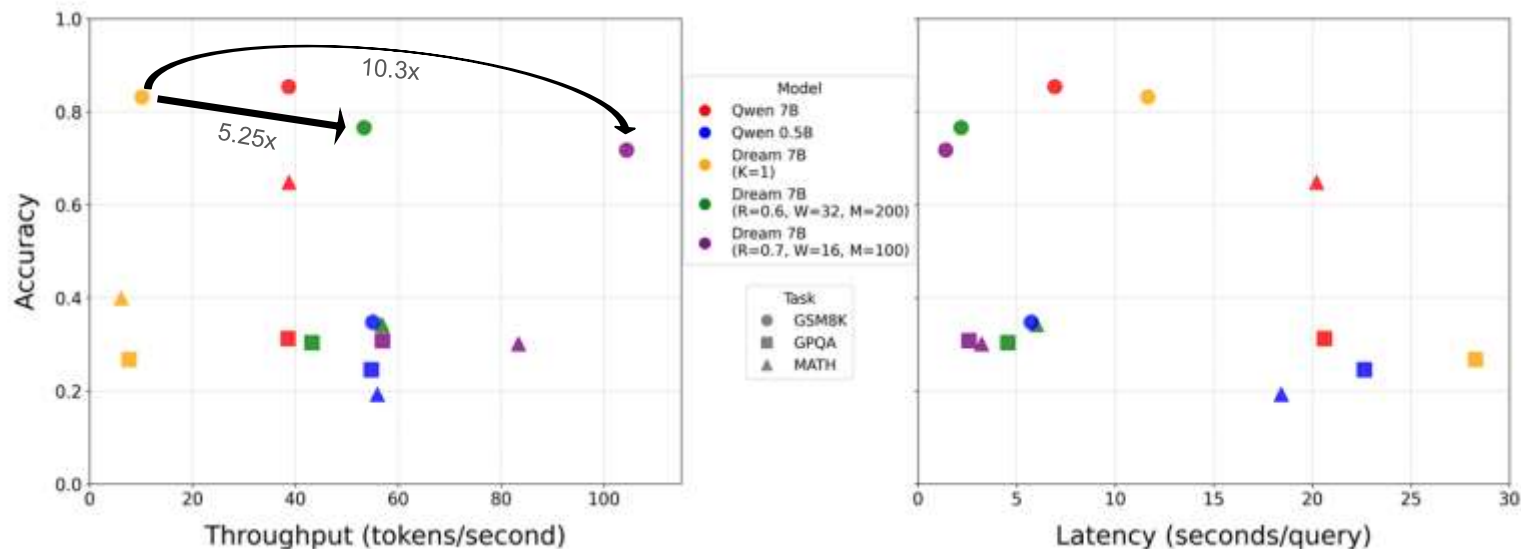 1.0
0.8
0.6
0.4
0.2
0.0
Accuracy
10.3x
5.25x
0
20
40
60
80
100
Throughput (tokens/second)
Model
Qwen 7B
Qwen 0.5B
Dream 7B
(K=1)
Dream 7B
(R=0.6, W=32, M=200)
Dream 7B
(R=0.7, W=16, M=100)
Task
GSM8K
GPQA
MATH
0
5
10
15
20
25
30
Latency (seconds/query)